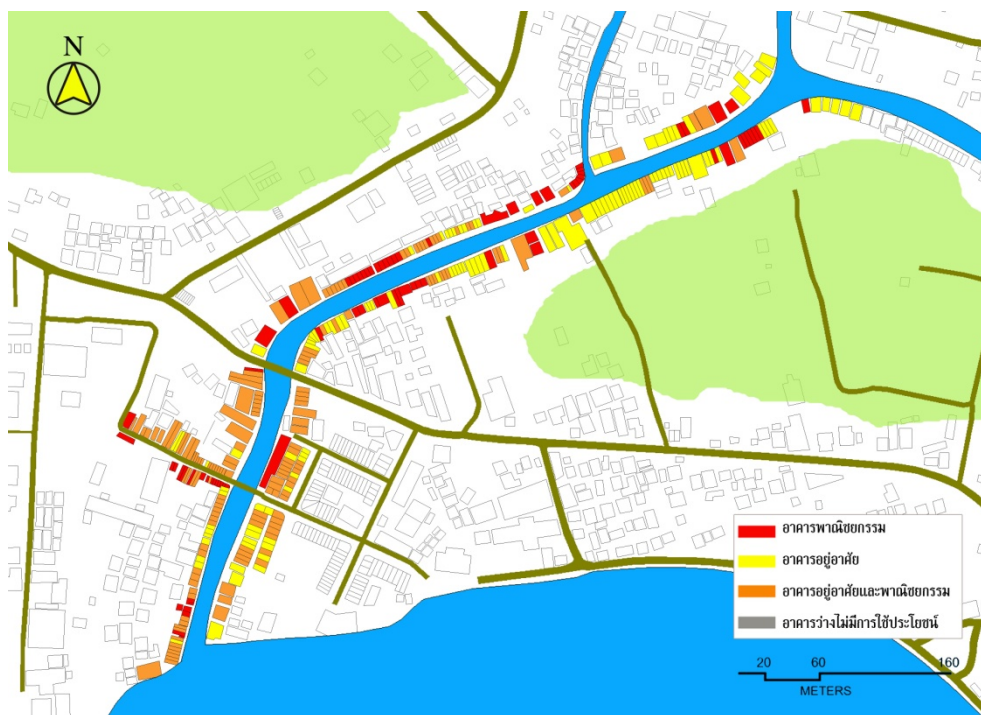 N
อาคารพาณิชยกรรม
อาคารอยู่อาศัย
อาคารอยู่อาศัยและพาณิชยกรรม
อาคารว่างไม่มีการใช้ประโยชน์
20 60 160
METERS